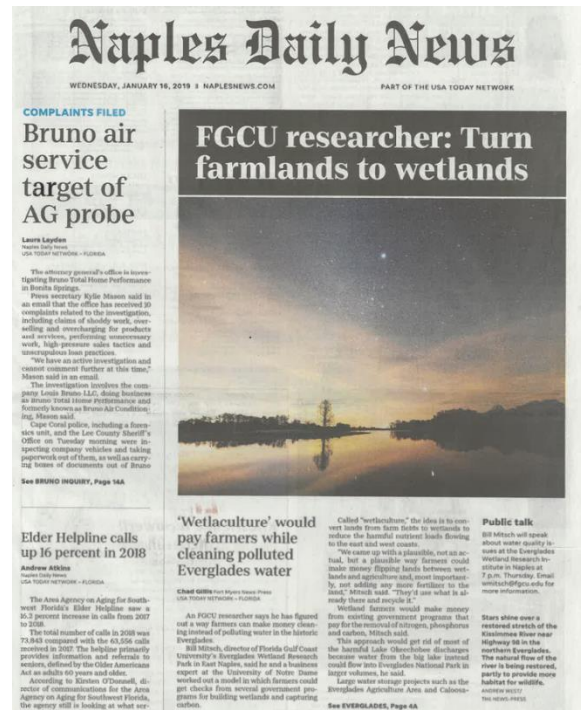 Naples Daily News
WEDNESDAY, JANUARY 16, 2019 | NAPLESNEWS.COM
PART OF THE USA TODAY NETWORK
COMPLAINTS FILED
Bruno air
service
target of
AG probe
Laura Layden
Naples Daily News
USA TODAY NETWORK – FLORIDA
The attorney general's office is inves-
tigating Bruno Total Home Performance
in Bonita Springs.
Press secretary Kylie Mason said in
an email that the office has received 20
complaints related to the investigation,
including claims of shoddy work, over-
selling and overcharging for products
and services, performing unnecessary
work, high-pressure sales tactics and
unscrupulous loan practices.
"We have an active investigation and
cannot comment further at this time,"
Mason said in an email.
The investigation involves the com-
pany Louis Bruno LLC, doing business
as Bruno Total Home Performance and
formerly known as Bruno Air Condition-
ing, Mason said.
Cape Coral police, including a foren-
sics unit, and the Lee County Sheriff's
Office on Tuesday morning were in-
specting company vehicles and taking
paperwork out of them, as well as carry-
ing boxes of documents out of Bruno
See BRUNO INQUIRY, Page 14A
Elder Helpline calls
up 16 percent in 2018
Andrew Atkins
Naples Daily News
USA TODAY NETWORK – FLORIDA
The Area Agency on Aging for South-
west Florida's Elder Helpline saw a
16.2 percent increase in calls from 2017
to 2018.
The total number of calls in 2018 was
73,843 compared with the 63,556 calls
received in 2017. The helpline primarily
provides information and referrals to
seniors, defined by the Older Americans
Act as adults 60 years and older.
According to Kirsten O'Donnell, di-
rector of communications for the Area
Agency on Aging for Southwest Florida,
the agency still is looking at what ser-
FGCU researcher: Turn
farmlands to wetlands
'Wetlaculture' would
pay farmers while
cleaning polluted
Everglades water
Chad Gillis Fort Myers News-Press
USA TODAY NETWORK – FLORIDA
An FGCU researcher says he has figured
out a way farmers can make money clean-
ing instead of polluting water in the historic
Everglades.
Bill Mitsch, director of Florida Gulf Coast
University's Everglades Wetland Research
Park in East Naples, said he and a business
expert at the University of Notre Dame
worked out a model in which farmers could
get checks from several government pro-
grams for building wetlands and capturing
carbon.
Called "wetlaculture," the idea is to con-
vert lands from farm fields to wetlands to
reduce the harmful nutrient loads flowing
to the east and west coasts.
"We came up with a plausible, not an ac-
tual, but a plausible way farmers could
make money flipping lands between wet-
lands and agriculture and, most important-
ly, not adding any more fertilizer to the
land," Mitsch said. "They'd use what is al-
ready there and recycle it."
Wetland farmers would make money
from existing government programs that
pay for the removal of nitrogen, phosphorus
and carbon, Mitsch said.
This approach would get rid of most of
the harmful Lake Okeechobee discharges
because water from the big lake instead
could flow into Everglades National Park in
larger volumes, he said.
Large water storage projects such as the
Everglades Agriculture Area and Caloosa-
See EVERGLADES, Page 4A
Public talk
Bill Mitsch will speak
about water quality is-
sues at the Everglades
Wetland Research In-
stitute in Naples at
7 p.m. Thursday. Email
wmitsch@fgcu.edu for
more information.
Stars shine over a
restored stretch of the
Kissimmee River near
Highway 98 in the
northern Everglades.
The natural flow of the
river is being restored,
partly to provide more
habitat for wildlife.
ANDREW WEST/
THE NEWS-PRESS